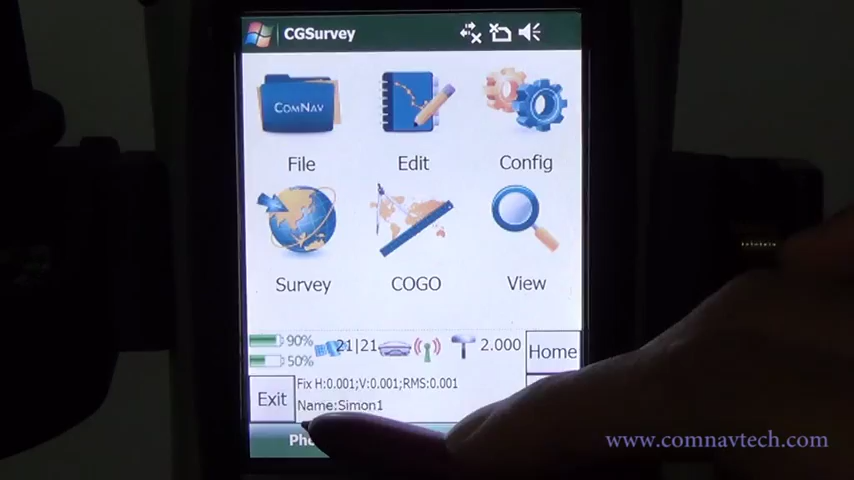 CGSurvey
COMNAV
File
Edit
Config
Survey
COGO
View
90%
50%
21|21
2.000
Home
Fix H:0.001;V:0.001;RMS:0.001
Name:Simon1
Exit
www.comnavtech.com